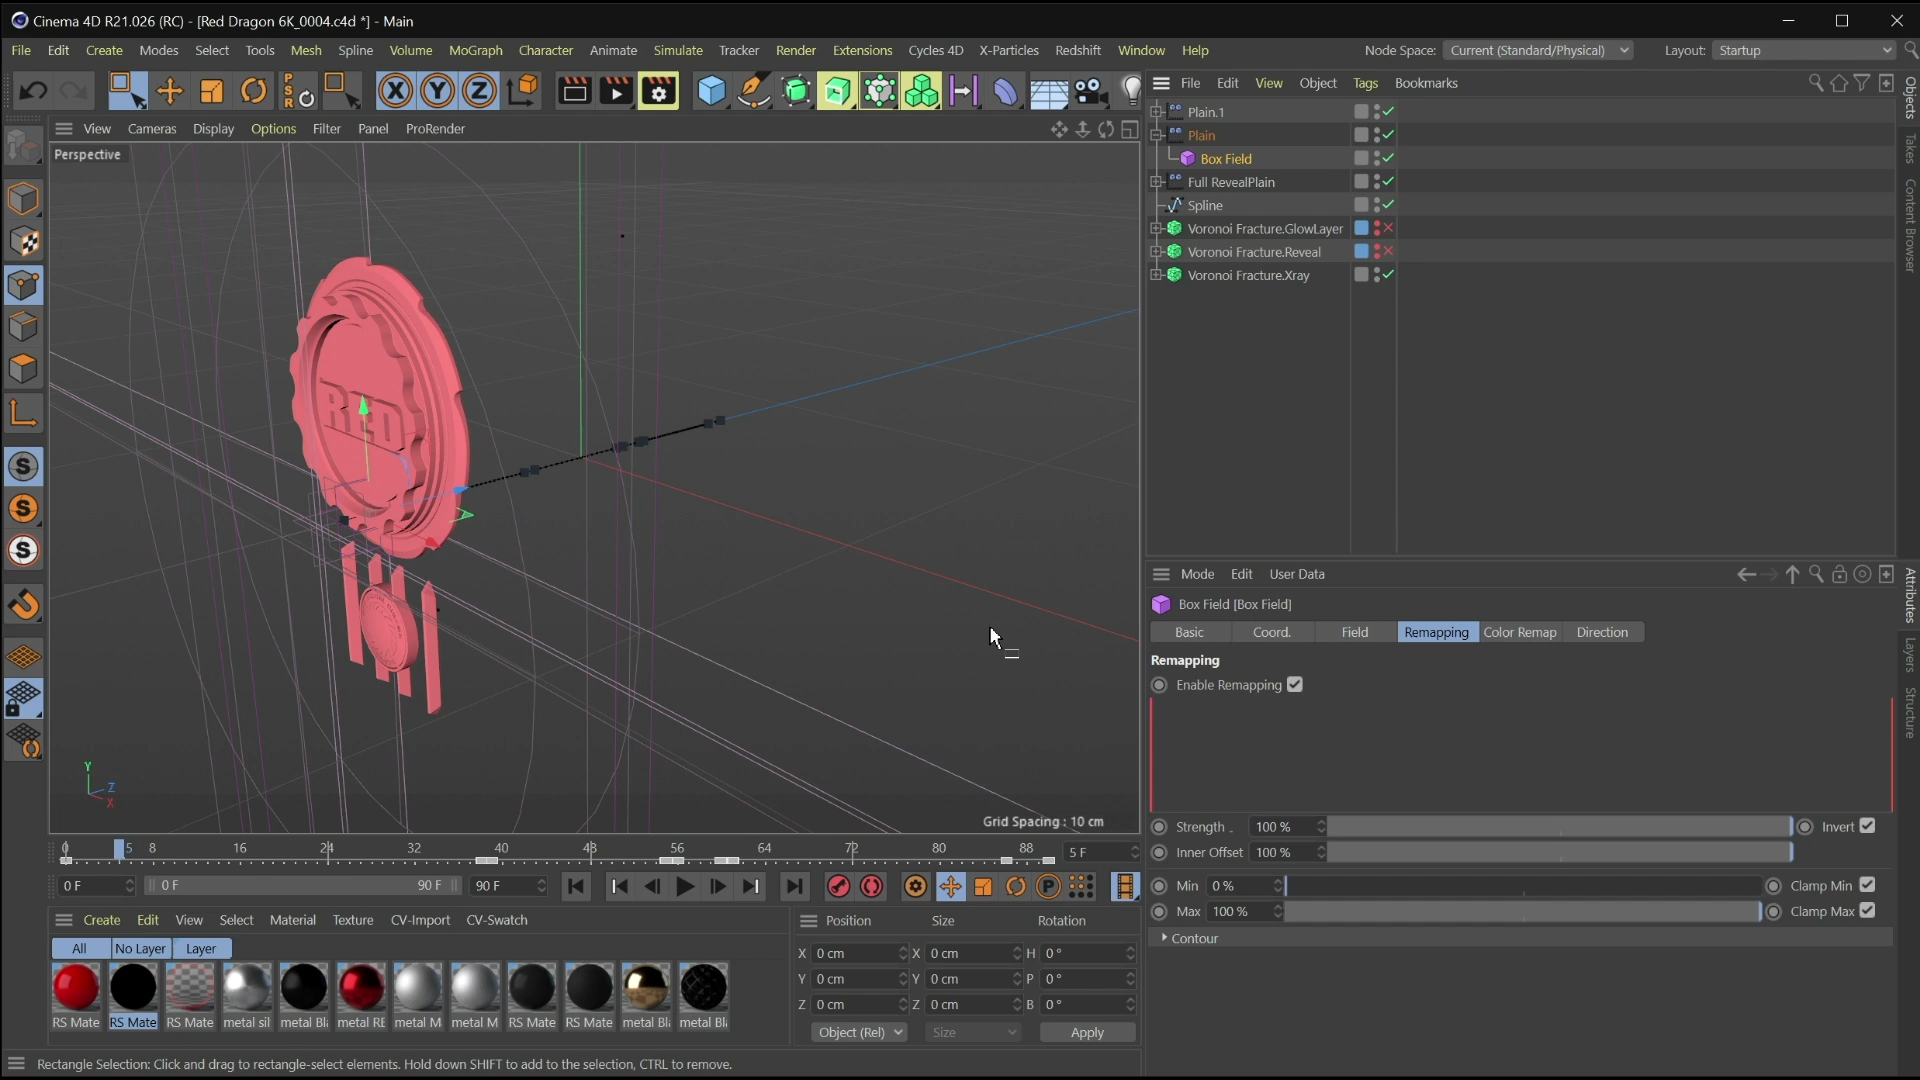 Cinema 4D R21.026 (RC) - [Red Dragon 6K_0004.c4d *] - Main
File Edit Create Modes Select Tools Mesh Spline Volume MoGraph Character Animate Simulate Tracker Render Extensions Cycles 4D X-Particles Redshift Window Help Node Space: Current (Standard/Physical) Layout: Startup
P S R X Y Z
File Edit View Object Tags Bookmarks
View Cameras Display Options Filter Panel ProRender
Perspective
Plain.1
Plain
Box Field
Full RevealPlain
Spline
Voronoi Fracture.GlowLayer
Voronoi Fracture.Reveal
Voronoi Fracture.Xray
Objects
Takes
Content Browser
RED
S
S
S
Mode Edit User Data
Box Field [Box Field]
Basic Coord. Field Remapping Color Remap Direction
Remapping
Enable Remapping
Attributes
Layers
Structure
Y
Z
X
Grid Spacing : 10 cm
Strength 100 % Invert
Inner Offset 100 %
Min 0 % Clamp Min
Max 100 % Clamp Max
Contour
0 5 8 16 24 32 40 48 56 64 72 80 88 5 F
0 F 0 F 90 F 90 F P
Create Edit View Select Material Texture CV-Import CV-Swatch
All No Layer Layer
RS Mate RS Mate RS Mate metal sil metal Bl metal RE metal M metal M RS Mate RS Mate metal Bl metal Bl
Position Size Rotation
X 0 cm X 0 cm H 0 °
Y 0 cm Y 0 cm P 0 °
Z 0 cm Z 0 cm B 0 °
Object (Rel) Size Apply
Rectangle Selection: Click and drag to rectangle-select elements. Hold down SHIFT to add to the selection, CTRL to remove.